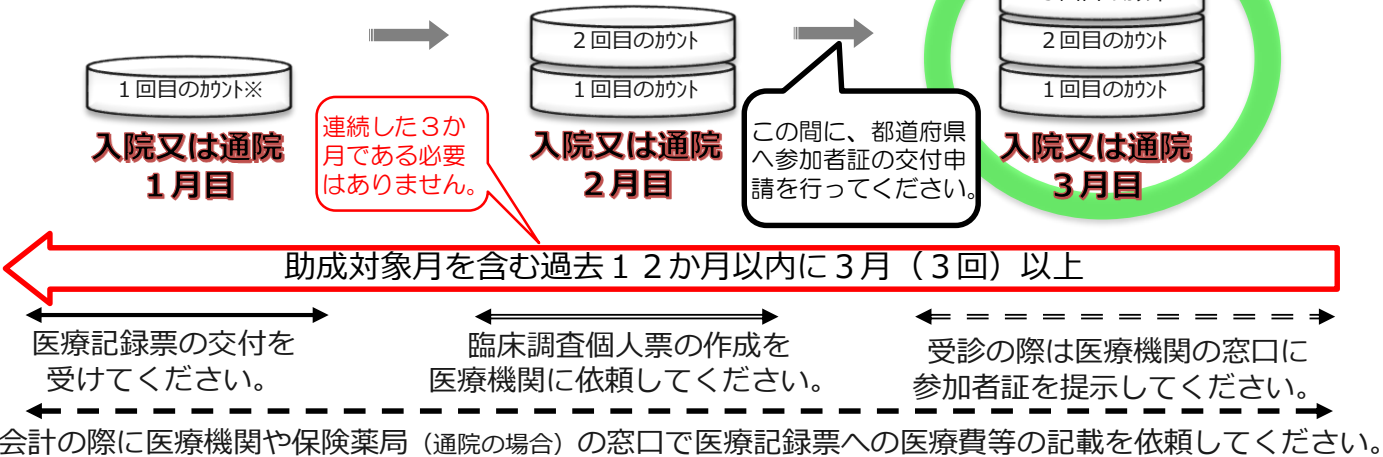 2回目のカウント
2回目のカウント
1回目のカウント※
1回目のカウント
1回目のカウント
入院又は通院
1月目
連続した3か
月である必要
はありません。
入院又は通院
2月目
この間に、都道府県
へ参加者証の交付申
請を行ってください。
入院又は通院
3月目
助成対象月を含む過去12か月以内に3月(3回)以上
医療記録票の交付を
受けてください。
臨床調査個人票の作成を
医療機関に依頼してください。
受診の際は医療機関の窓口に
参加者証を提示してください。
会計の際に医療機関や保険薬局(通院の場合)の窓口で医療記録票への医療費等の記載を依頼してください。